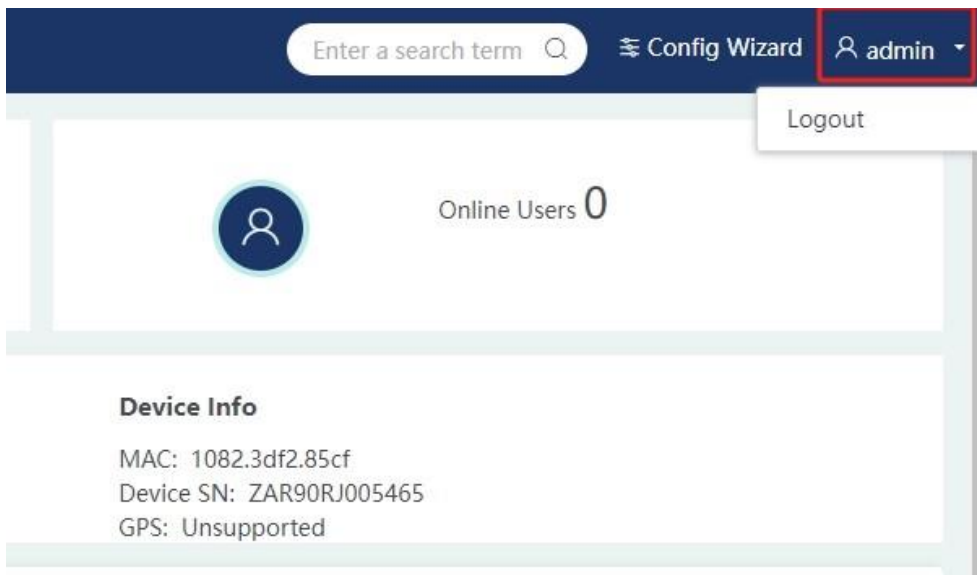 Enter a search term
Config Wizard
admin
Logout
Online Users 0
Device Info
MAC: 1082.3df2.85cf
Device SN: ZAR90RJ005465
GPS: Unsupported